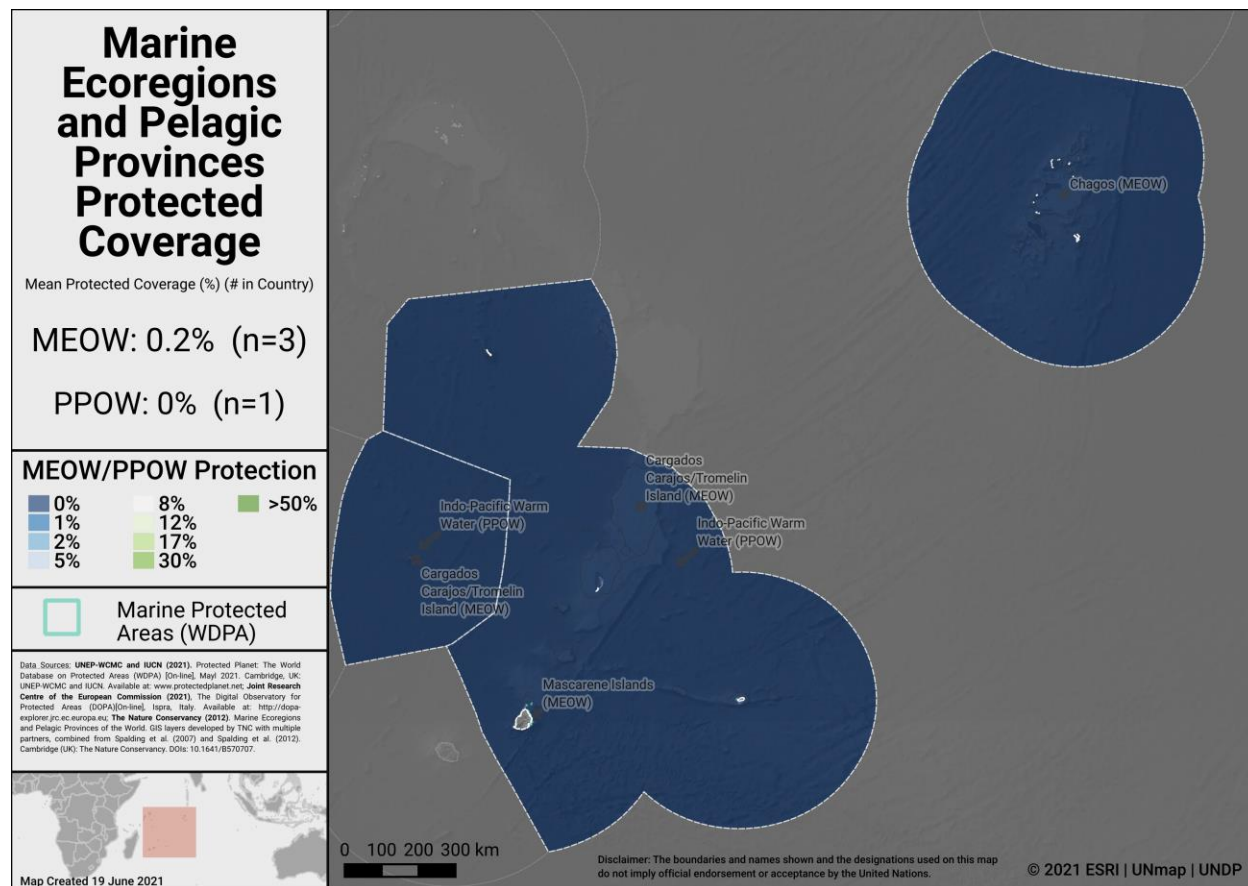 Marine
Ecoregions
and Pelagic
Provinces
Protected
Coverage
Mean Protected Coverage (%) (# in Country)
MEOW: 0.2% (n=3)
PPOW: 0% (n=1)
MEOW/PPOW Protection
0%
1%
2%
5%
8%
12%
17%
30%
>50%
Marine Protected
Areas (WDPA)
Data Sources: UNEP-WCMC and IUCN (2021). Protected Planet: The World
Database on Protected Areas (WDPA) [On-line], Mayl 2021. Cambridge, UK:
UNEP-WCMC and IUCN. Available at: www.protectedplanet.net; Joint Research
Centre of the European Commission (2021), The Digital Observatory for
Protected Areas (DOPA)[On-line], Ispra, Italy. Available at: http://dopa-
explorer.jrc.ec.europa.eu; The Nature Conservancy (2012). Marine Ecoregions
and Pelagic Provinces of the World. GIS layers developed by TNC with multiple
partners, combined from Spalding et al. (2007) and Spalding et al. (2012).
Cambridge (UK): The Nature Conservancy. DOIs: 10.1641/B570707.
Map Created 19 June 2021
Chagos (MEOW)
Cargados
Carajos/Tromelin
Island (MEOW)
Indo-Pacific Warm
Water (PPOW)
Indo-Pacific Warm
Water (PPOW)
Cargados
Carajos/Tromelin
Island (MEOW)
Mascarene Islands
(MEOW)
0 100 200 300 km
Disclaimer: The boundaries and names shown and the designations used on this map
do not imply official endorsement or acceptance by the United Nations.
© 2021 ESRI | UNmap | UNDP